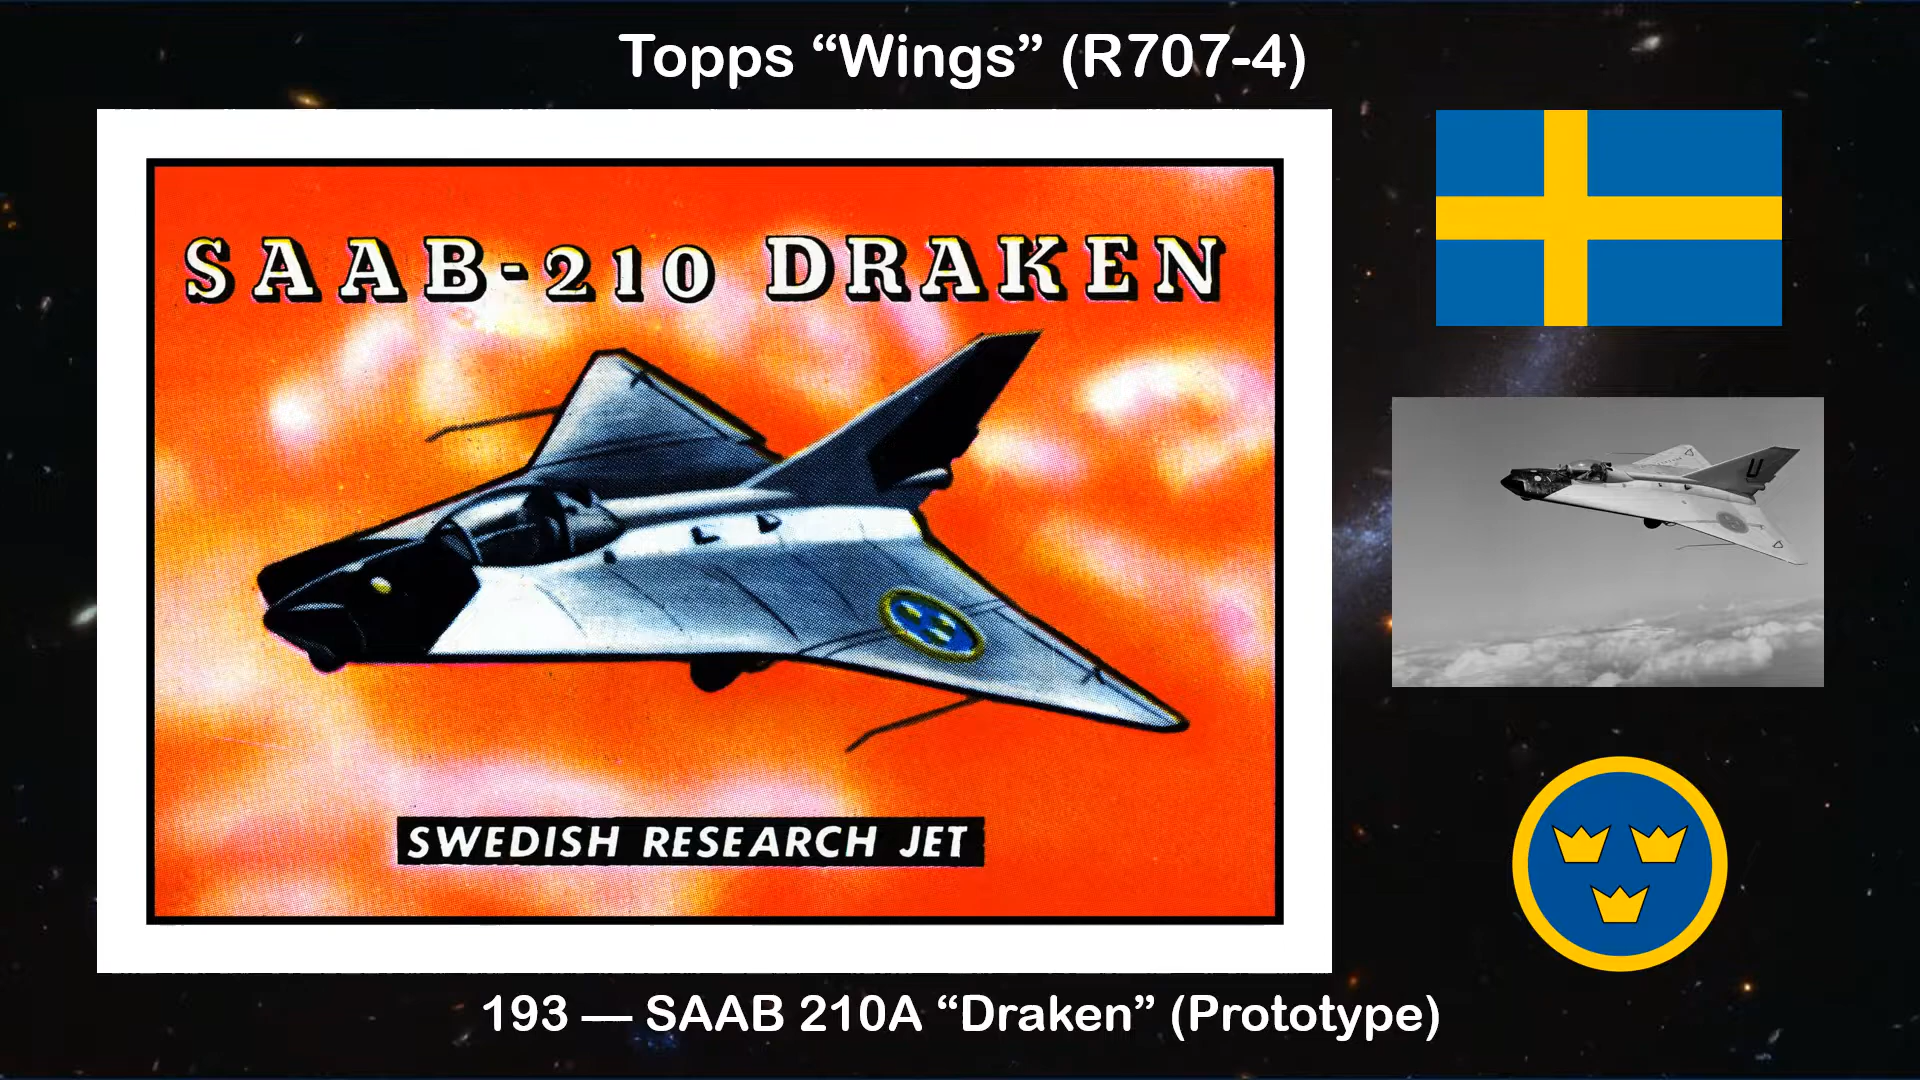 Topps “Wings” (R707-4)
SAAB-210 DRAKEN
U
SWEDISH RESEARCH JET
193 — SAAB 210A “Draken” (Prototype)